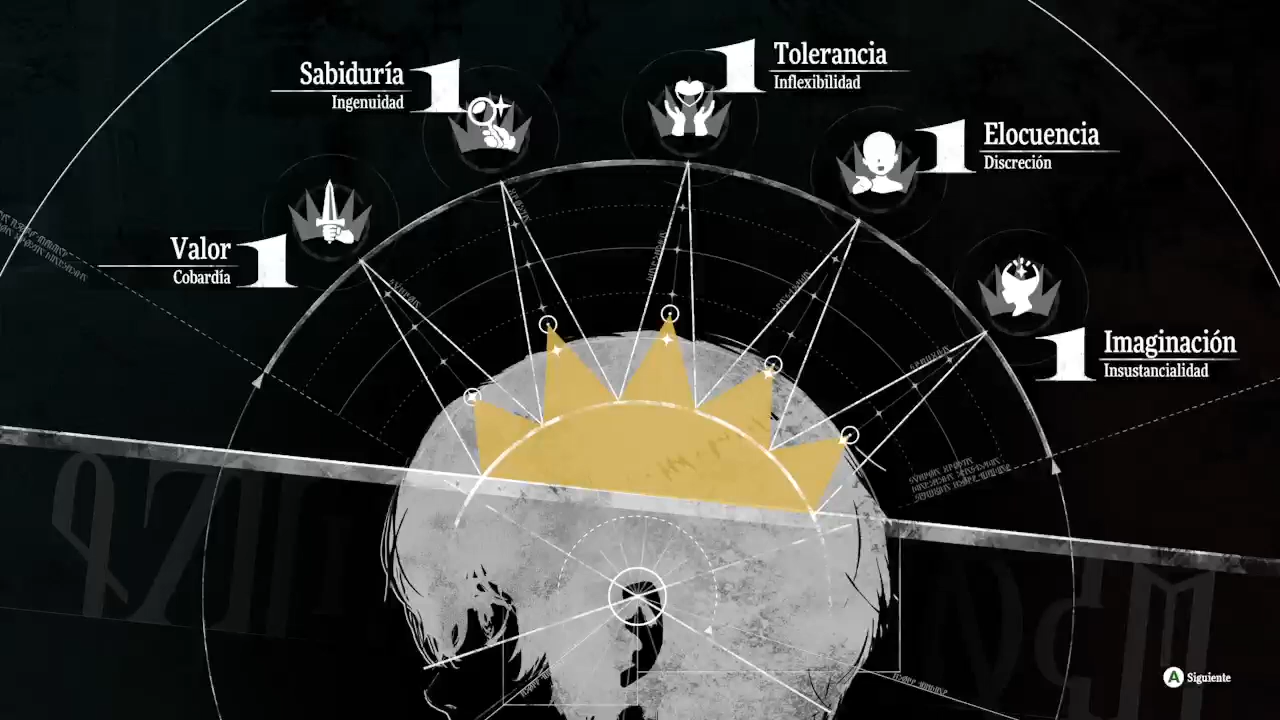 Sabiduría
1
Ingenuidad
1
Tolerancia
Inflexibilidad
1
Elocuencia
Discreción
Valor
1
Cobardía
1
Imaginación
Insustancialidad
A Siguiente